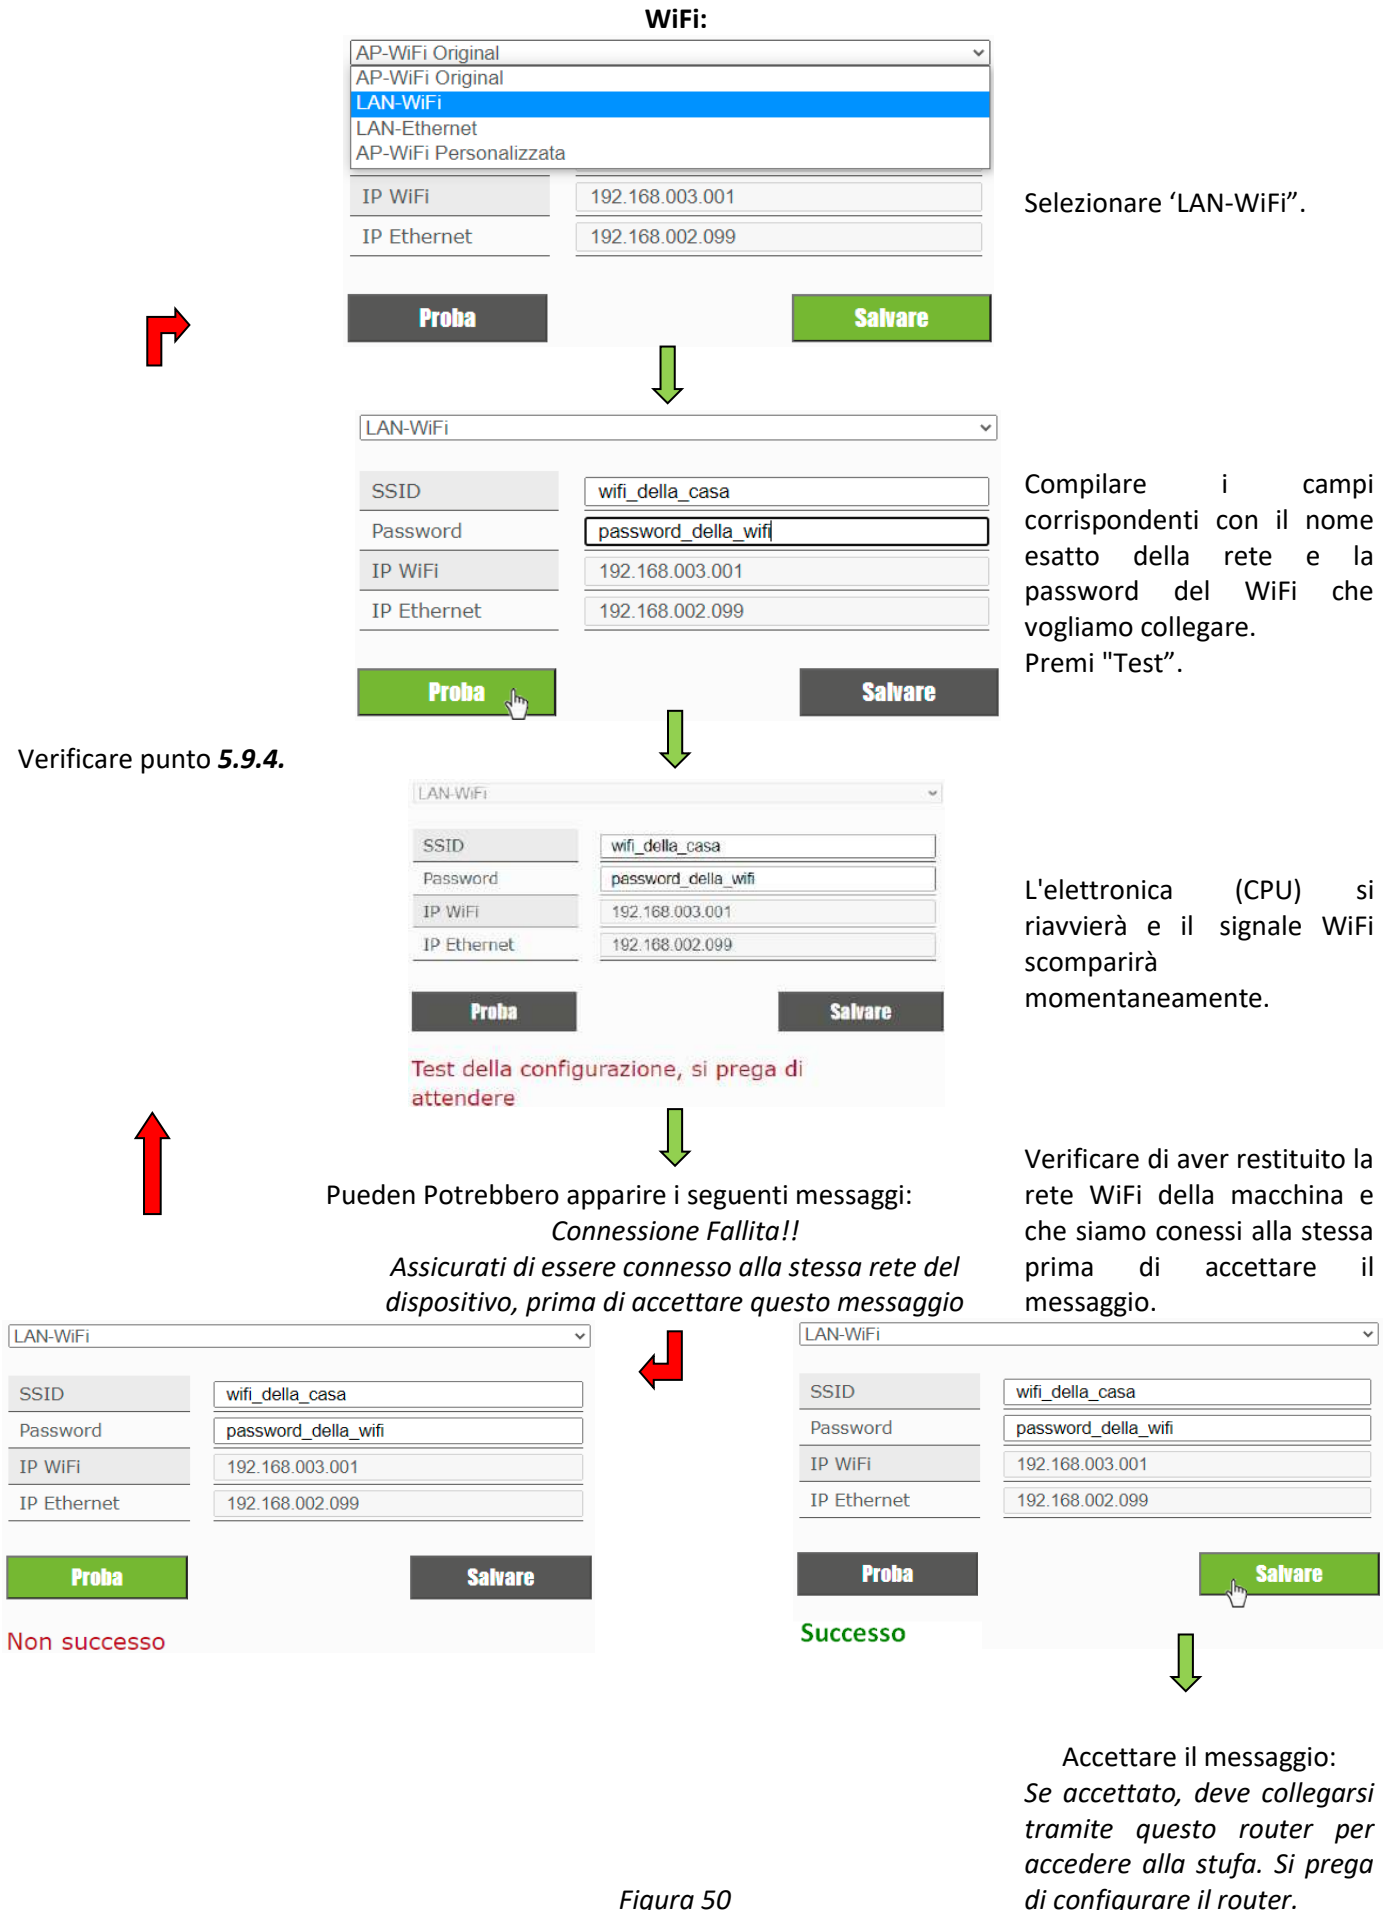 WiFi:
AP-WiFi Original
AP-WiFi Original
LAN-WiFi
LAN-Ethernet
AP-WiFi Personalizzata
IP WiFi 192.168.003.001
IP Ethernet 192.168.002.099
Proba Salvare
Selezionare ‘LAN-WiFi”.
LAN-WiFi
SSID wifi_della_casa
Password password_della_wifi
IP WiFi 192.168.003.001
IP Ethernet 192.168.002.099
Proba Salvare
Compilare i campi
corrispondenti con il nome
esatto della rete e la
password del WiFi che
vogliamo collegare.
Premi "Test”.
Verificare punto 5.9.4.
LAN-WiFi
SSID wifi_della_casa
Password password_della_wifi
IP WiFi 192.168.003.001
IP Ethernet 192.168.002.099
Proba Salvare
Test della configurazione, si prega di
attendere
L'elettronica (CPU) si
riavvierà e il signale WiFi
scomparirà
momentaneamente.
Pueden Potrebbero apparire i seguenti messaggi:
Connessione Fallita!!
Assicurati di essere connesso alla stessa rete del
dispositivo, prima di accettare questo messaggio
Verificare di aver restituito la
rete WiFi della macchina e
che siamo conessi alla stessa
prima di accettare il
messaggio.
LAN-WiFi
SSID wifi_della_casa
Password password_della_wifi
IP WiFi 192.168.003.001
IP Ethernet 192.168.002.099
Proba Salvare
Non successo
LAN-WiFi
SSID wifi_della_casa
Password password_della_wifi
IP WiFi 192.168.003.001
IP Ethernet 192.168.002.099
Proba Salvare
Successo
Accettare il messaggio:
Se accettato, deve collegarsi
tramite questo router per
accedere alla stufa. Si prega
di configurare il router.
Figura 50